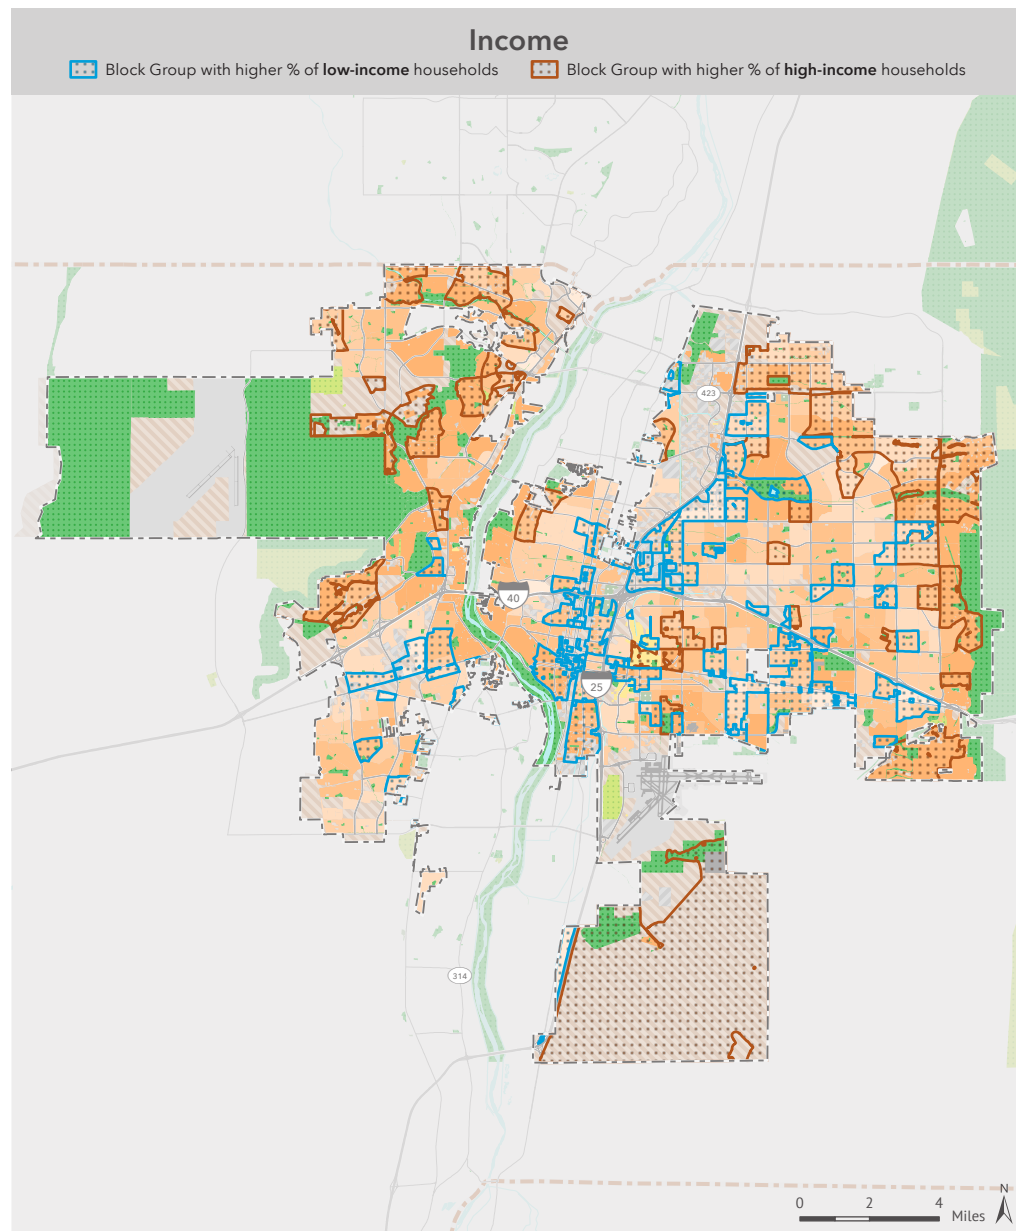 Income
Block Group with higher % of low-income households
Block Group with higher % of high-income households
423
40
25
314
0 2 4
Miles
N